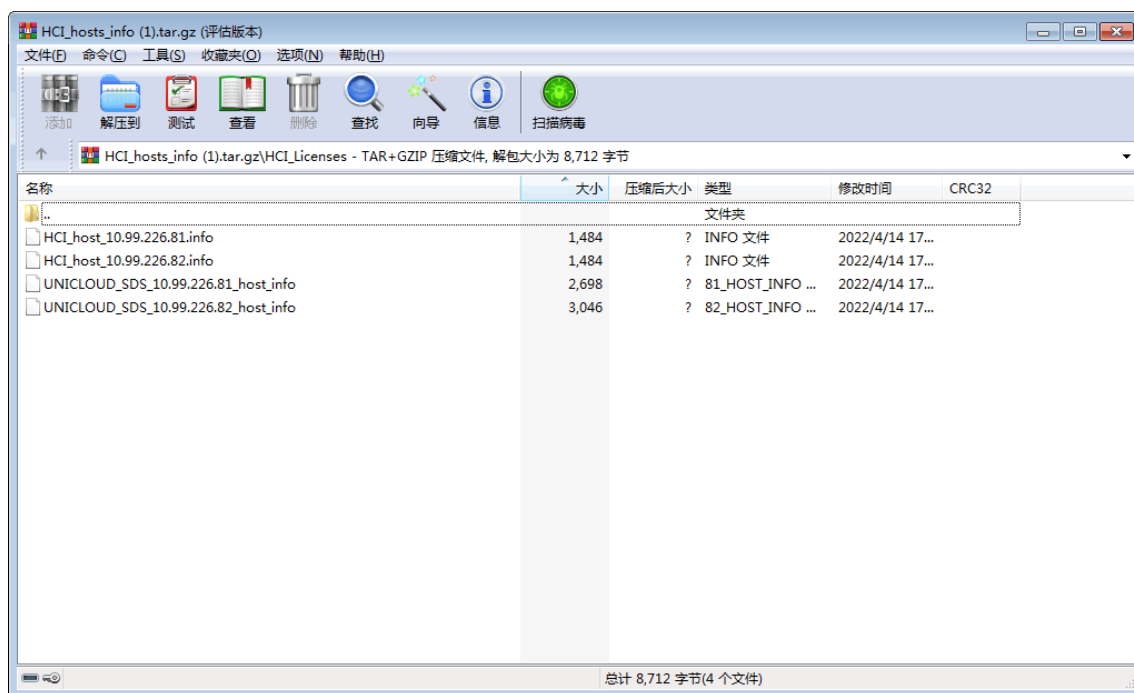 HCI_hosts_info (1).tar.gz (评估版本)
文件(F) 命令(C) 工具(S) 收藏夹(O) 选项(N) 帮助(H)
添加 解压到 测试 查看 删除 查找 向导 信息 扫描病毒
HCI_hosts_info (1).tar.gz\HCI_Licenses - TAR+GZIP 压缩文件, 解包大小为 8,712 字节
名称 大小 压缩后大小 类型 修改时间 CRC32
.. 文件夹
HCI_host_10.99.226.81.info 1,484 ? INFO 文件 2022/4/14 17...
HCI_host_10.99.226.82.info 1,484 ? INFO 文件 2022/4/14 17...
UNICLOUD_SDS_10.99.226.81_host_info 2,698 ? 81_HOST_INFO ... 2022/4/14 17...
UNICLOUD_SDS_10.99.226.82_host_info 3,046 ? 82_HOST_INFO ... 2022/4/14 17...
总计 8,712 字节(4 个文件)